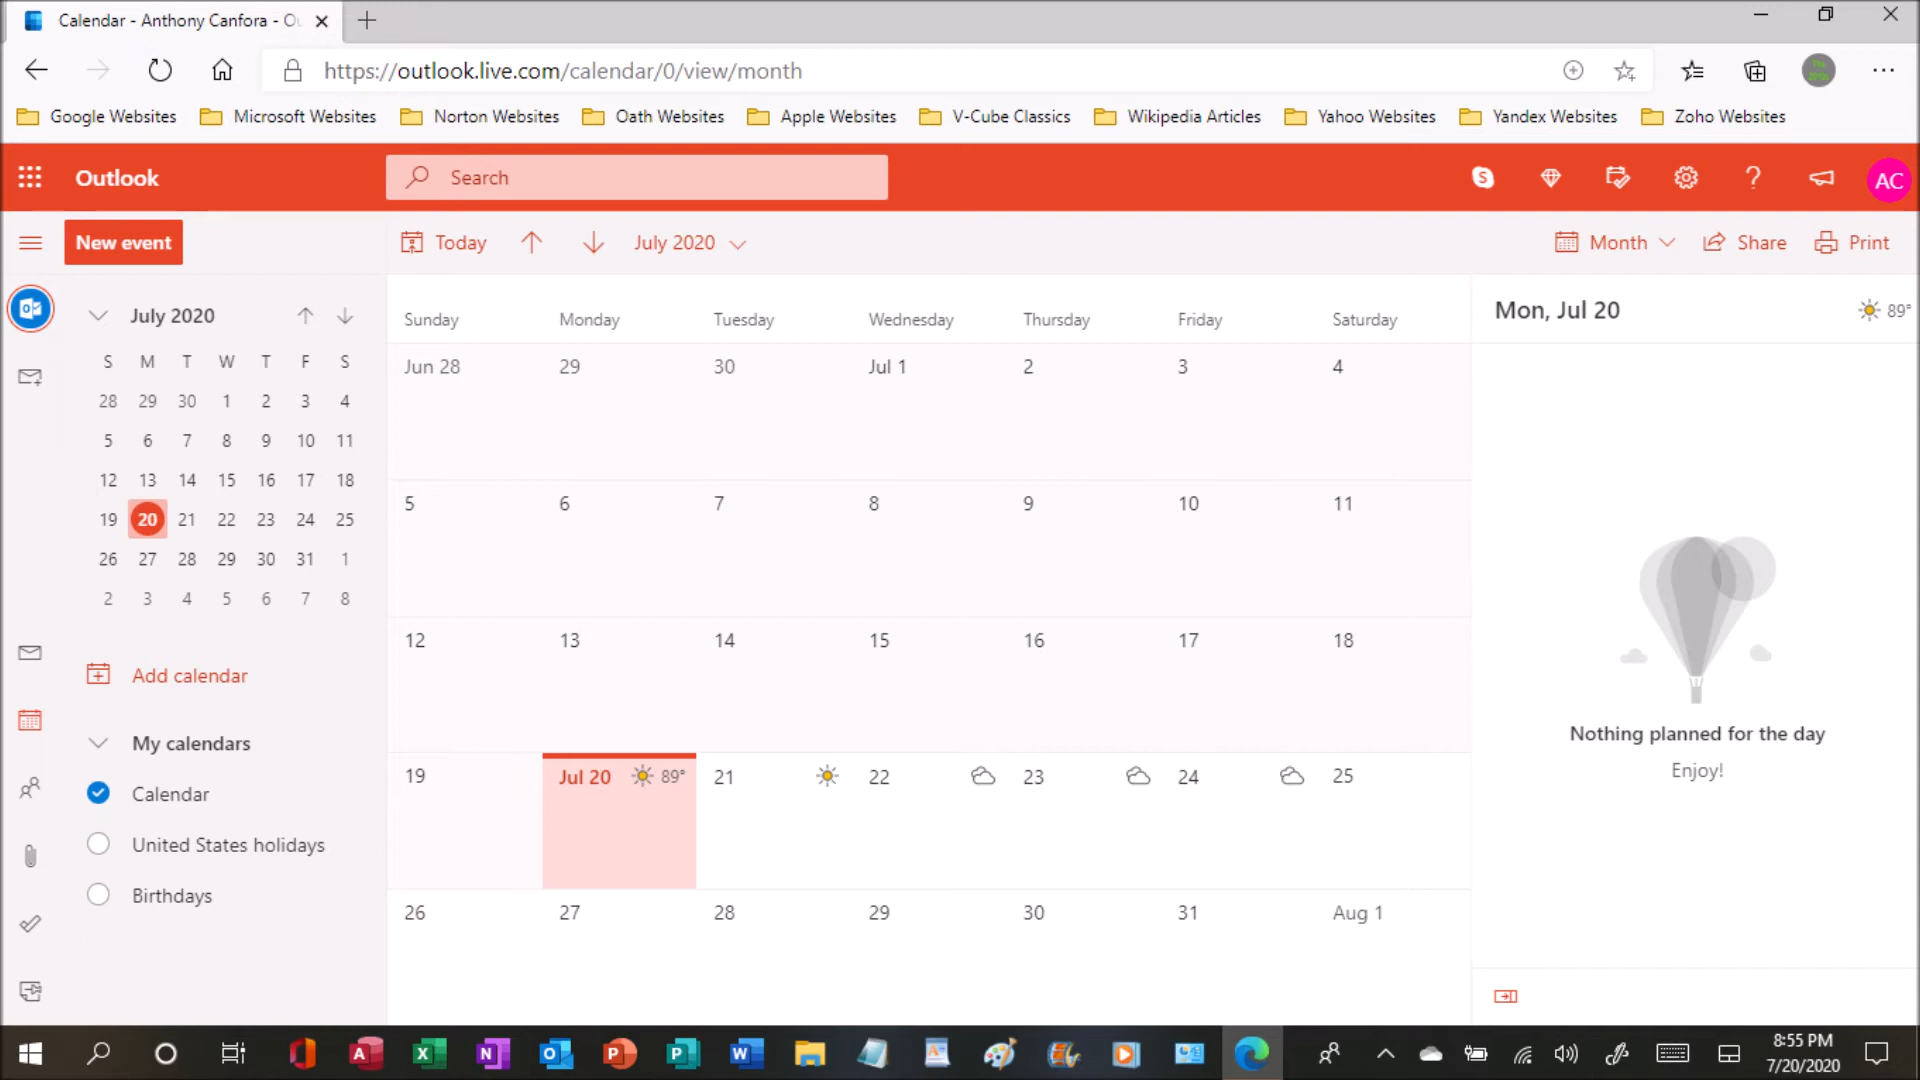 Calendar - Anthony Canfora - Ou
https://outlook.live.com/calendar/0/view/month
Google Websites Microsoft Websites Norton Websites Oath Websites Apple Websites V-Cube Classics Wikipedia Articles Yahoo Websites Yandex Websites Zoho Websites
Outlook Search AC
New event Today July 2020 Month Share Print
July 2020
S M T W T F S
28 29 30 1 2 3 4
5 6 7 8 9 10 11
12 13 14 15 16 17 18
19 20 21 22 23 24 25
26 27 28 29 30 31 1
2 3 4 5 6 7 8
Add calendar
My calendars
Calendar
United States holidays
Birthdays
Sunday Monday Tuesday Wednesday Thursday Friday Saturday
Jun 28 29 30 Jul 1 2 3 4
5 6 7 8 9 10 11
12 13 14 15 16 17 18
19 Jul 20 89° 21 22 23 24 25
26 27 28 29 30 31 Aug 1
Mon, Jul 20 89°
Nothing planned for the day
Enjoy!
8:55 PM
7/20/2020